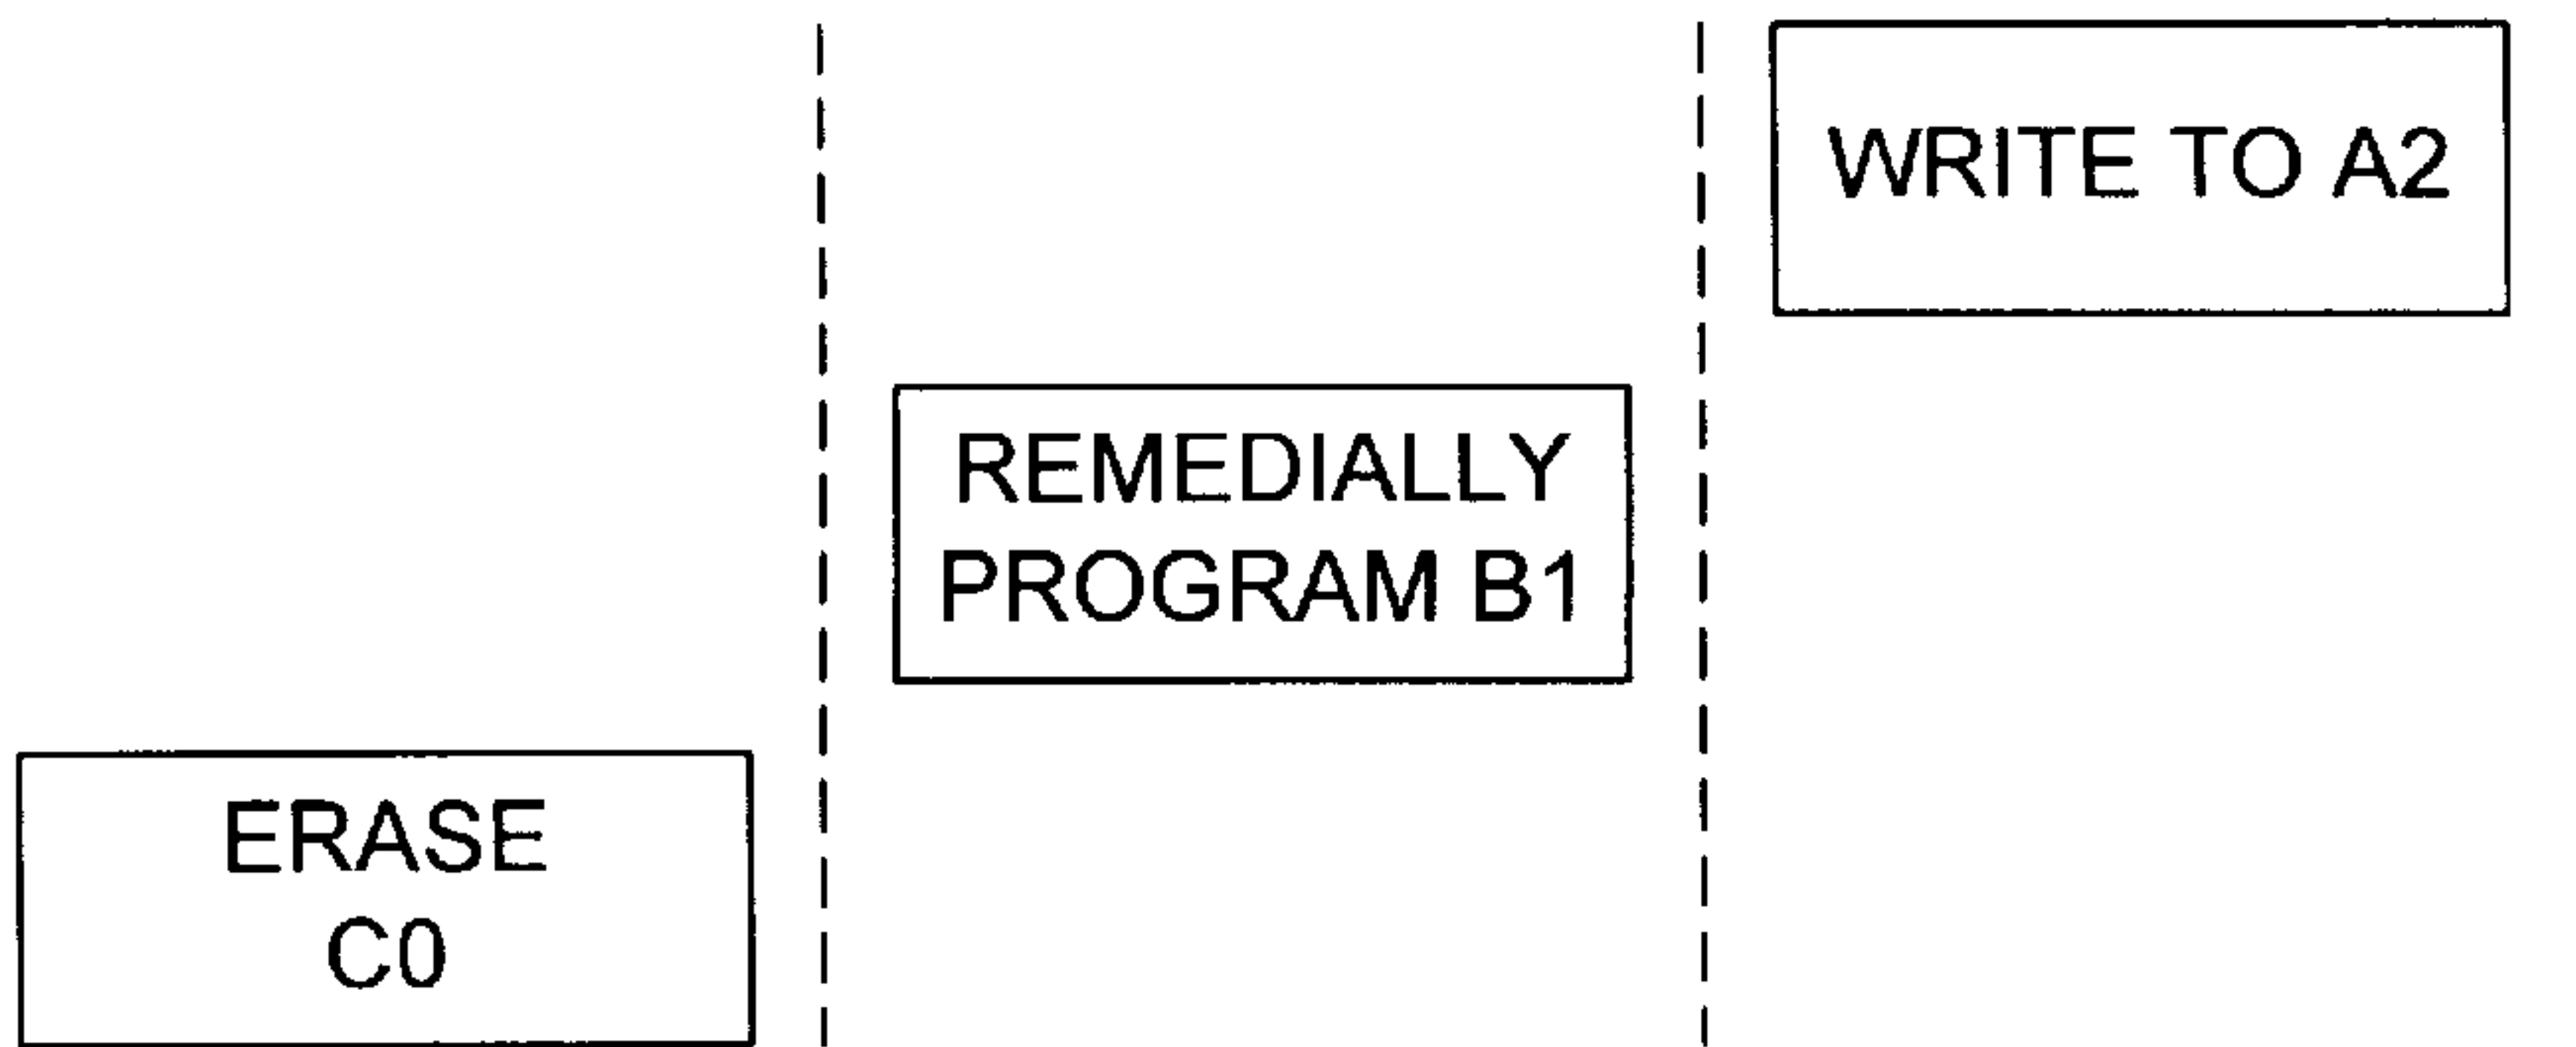 WRITE TO A2
REMEDIALLY
PROGRAM B1
ERASE
C0